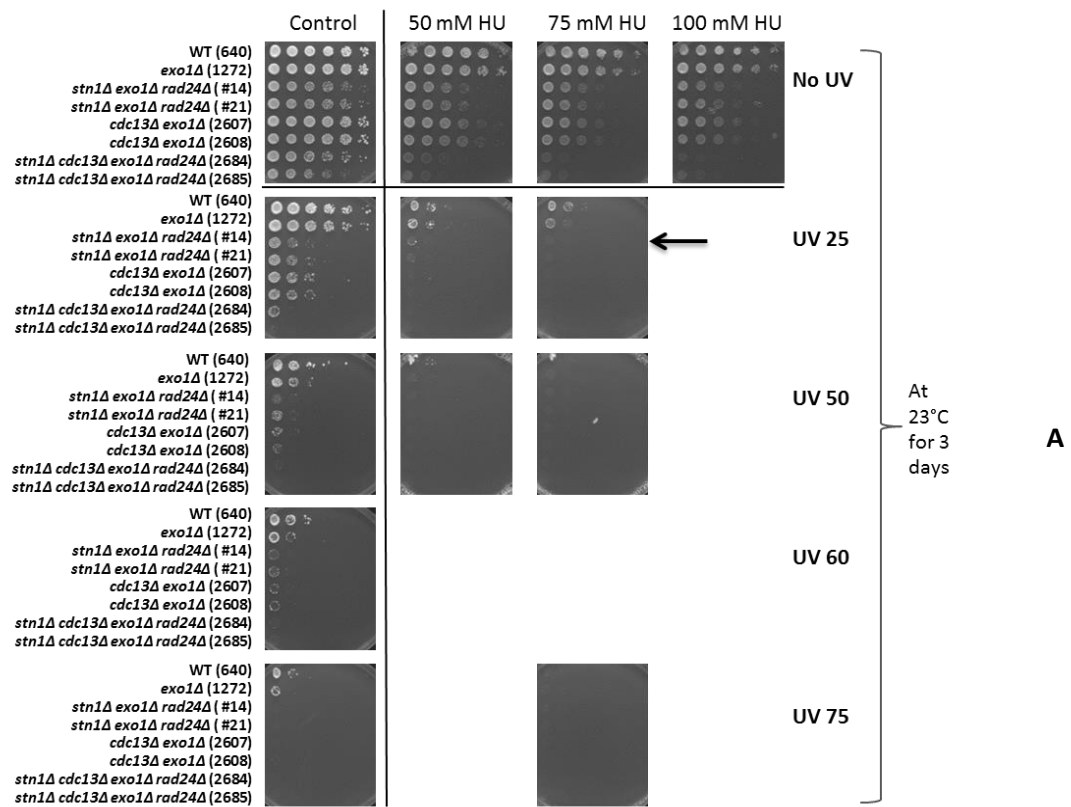 Control 50 mM HU 75 mM HU 100 mM HU
WT (640)
exo1Δ (1272)
stn1Δ exo1Δ rad24Δ ( #14)
stn1Δ exo1Δ rad24Δ ( #21)
cdc13Δ exo1Δ (2607)
cdc13Δ exo1Δ (2608)
stn1Δ cdc13Δ exo1Δ rad24Δ (2684)
stn1Δ cdc13Δ exo1Δ rad24Δ (2685)
No UV
WT (640)
exo1Δ (1272)
stn1Δ exo1Δ rad24Δ ( #14)
stn1Δ exo1Δ rad24Δ ( #21)
cdc13Δ exo1Δ (2607)
cdc13Δ exo1Δ (2608)
stn1Δ cdc13Δ exo1Δ rad24Δ (2684)
stn1Δ cdc13Δ exo1Δ rad24Δ (2685)
UV 25
WT (640)
exo1Δ (1272)
stn1Δ exo1Δ rad24Δ ( #14)
stn1Δ exo1Δ rad24Δ ( #21)
cdc13Δ exo1Δ (2607)
cdc13Δ exo1Δ (2608)
stn1Δ cdc13Δ exo1Δ rad24Δ (2684)
stn1Δ cdc13Δ exo1Δ rad24Δ (2685)
UV 50
WT (640)
exo1Δ (1272)
stn1Δ exo1Δ rad24Δ ( #14)
stn1Δ exo1Δ rad24Δ ( #21)
cdc13Δ exo1Δ (2607)
cdc13Δ exo1Δ (2608)
stn1Δ cdc13Δ exo1Δ rad24Δ (2684)
stn1Δ cdc13Δ exo1Δ rad24Δ (2685)
UV 60
WT (640)
exo1Δ (1272)
stn1Δ exo1Δ rad24Δ ( #14)
stn1Δ exo1Δ rad24Δ ( #21)
cdc13Δ exo1Δ (2607)
cdc13Δ exo1Δ (2608)
stn1Δ cdc13Δ exo1Δ rad24Δ (2684)
stn1Δ cdc13Δ exo1Δ rad24Δ (2685)
UV 75
At
23°C
for 3
days
A